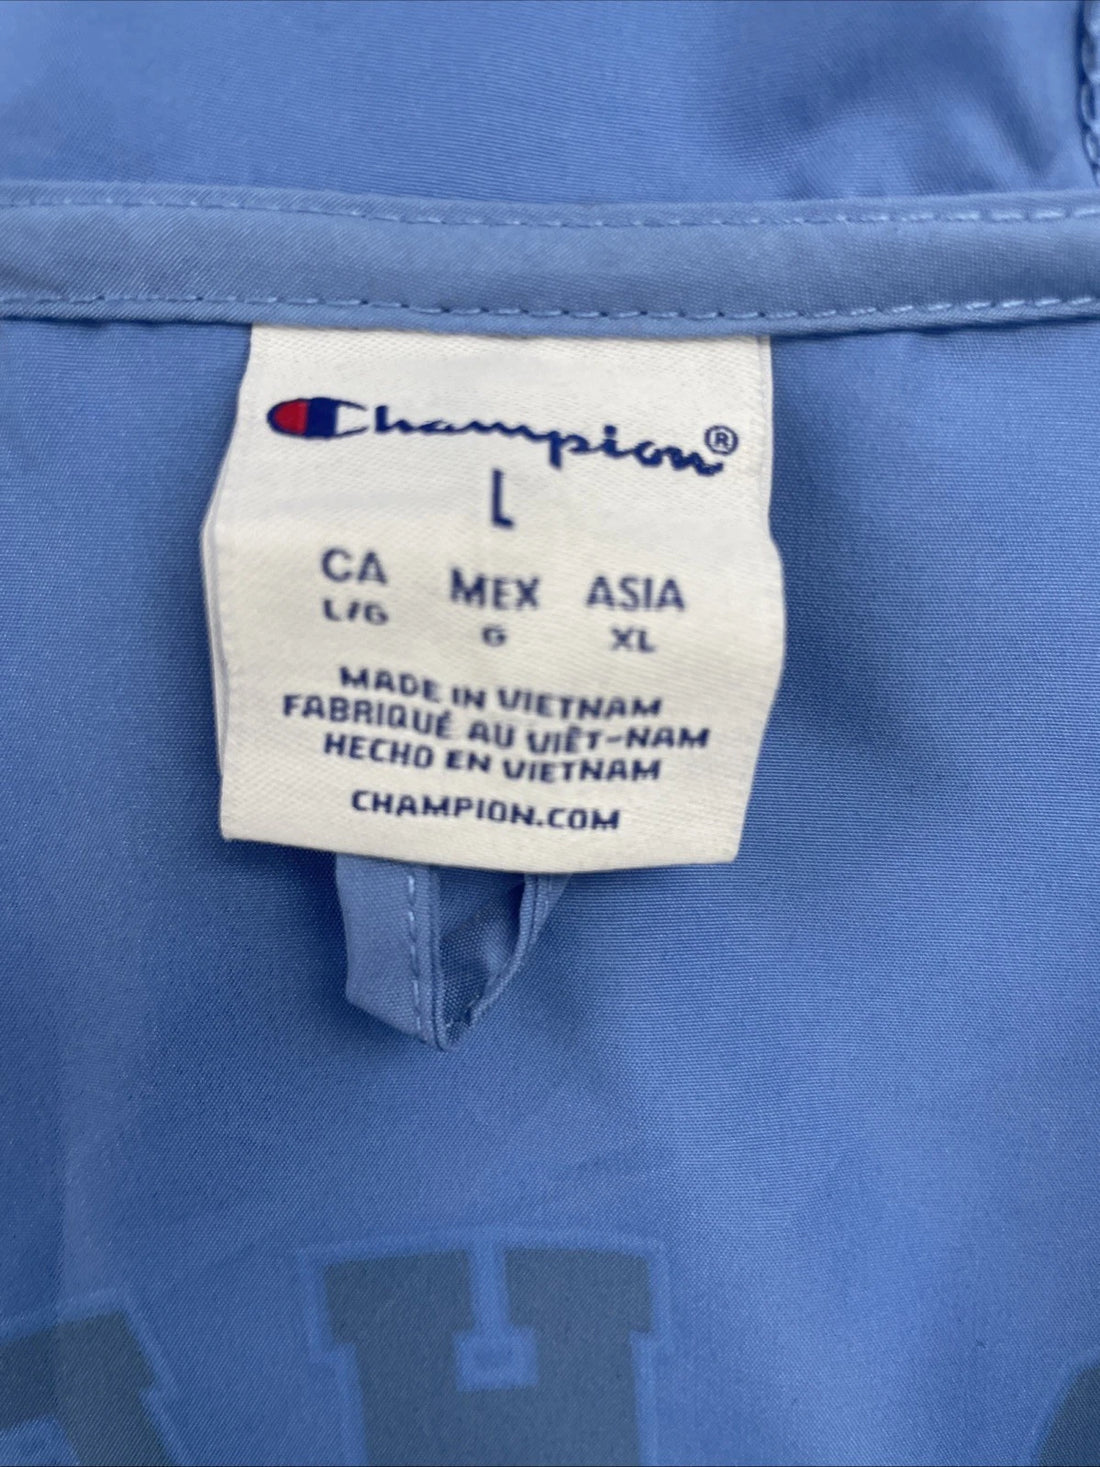 Champion®
L
CA MEX ASIA
L/G G XL
MADE IN VIETNAM
FABRIQUÉ AU VIÊT-NAM
HECHO EN VIETNAM
CHAMPION.COM